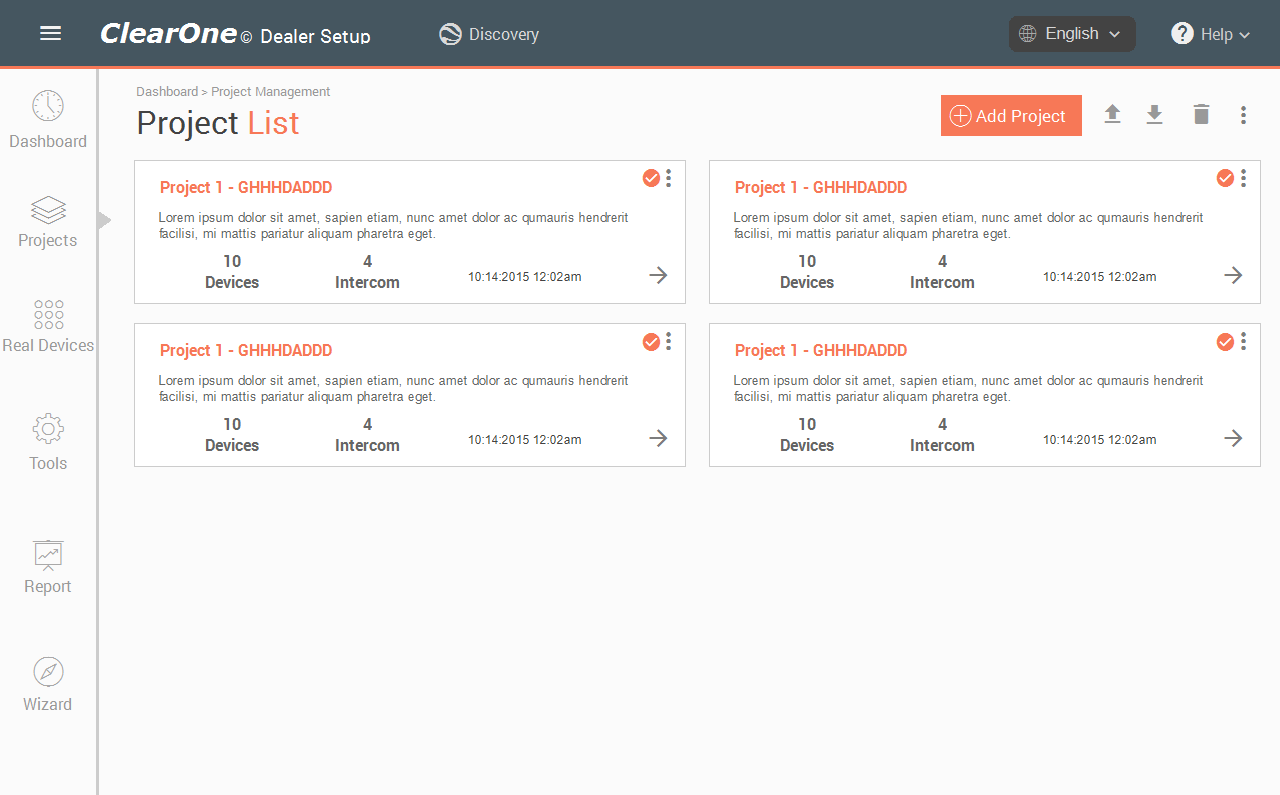 ClearOne © Dealer Setup
Discovery
English
Help
Dashboard
Projects
Real Devices
Tools
Report
Wizard
Dashboard > Project Management
Project List
Add Project
Project 1 - GHHHDADDD
Lorem ipsum dolor sit amet, sapien etiam, nunc amet dolor ac qumauris hendrerit
facilisi, mi mattis pariatur aliquam pharetra eget.
10
Devices
4
Intercom
10:14:2015 12:02am
Project 1 - GHHHDADDD
Lorem ipsum dolor sit amet, sapien etiam, nunc amet dolor ac qumauris hendrerit
facilisi, mi mattis pariatur aliquam pharetra eget.
10
Devices
4
Intercom
10:14:2015 12:02am
Project 1 - GHHHDADDD
Lorem ipsum dolor sit amet, sapien etiam, nunc amet dolor ac qumauris hendrerit
facilisi, mi mattis pariatur aliquam pharetra eget.
10
Devices
4
Intercom
10:14:2015 12:02am
Project 1 - GHHHDADDD
Lorem ipsum dolor sit amet, sapien etiam, nunc amet dolor ac qumauris hendrerit
facilisi, mi mattis pariatur aliquam pharetra eget.
10
Devices
4
Intercom
10:14:2015 12:02am